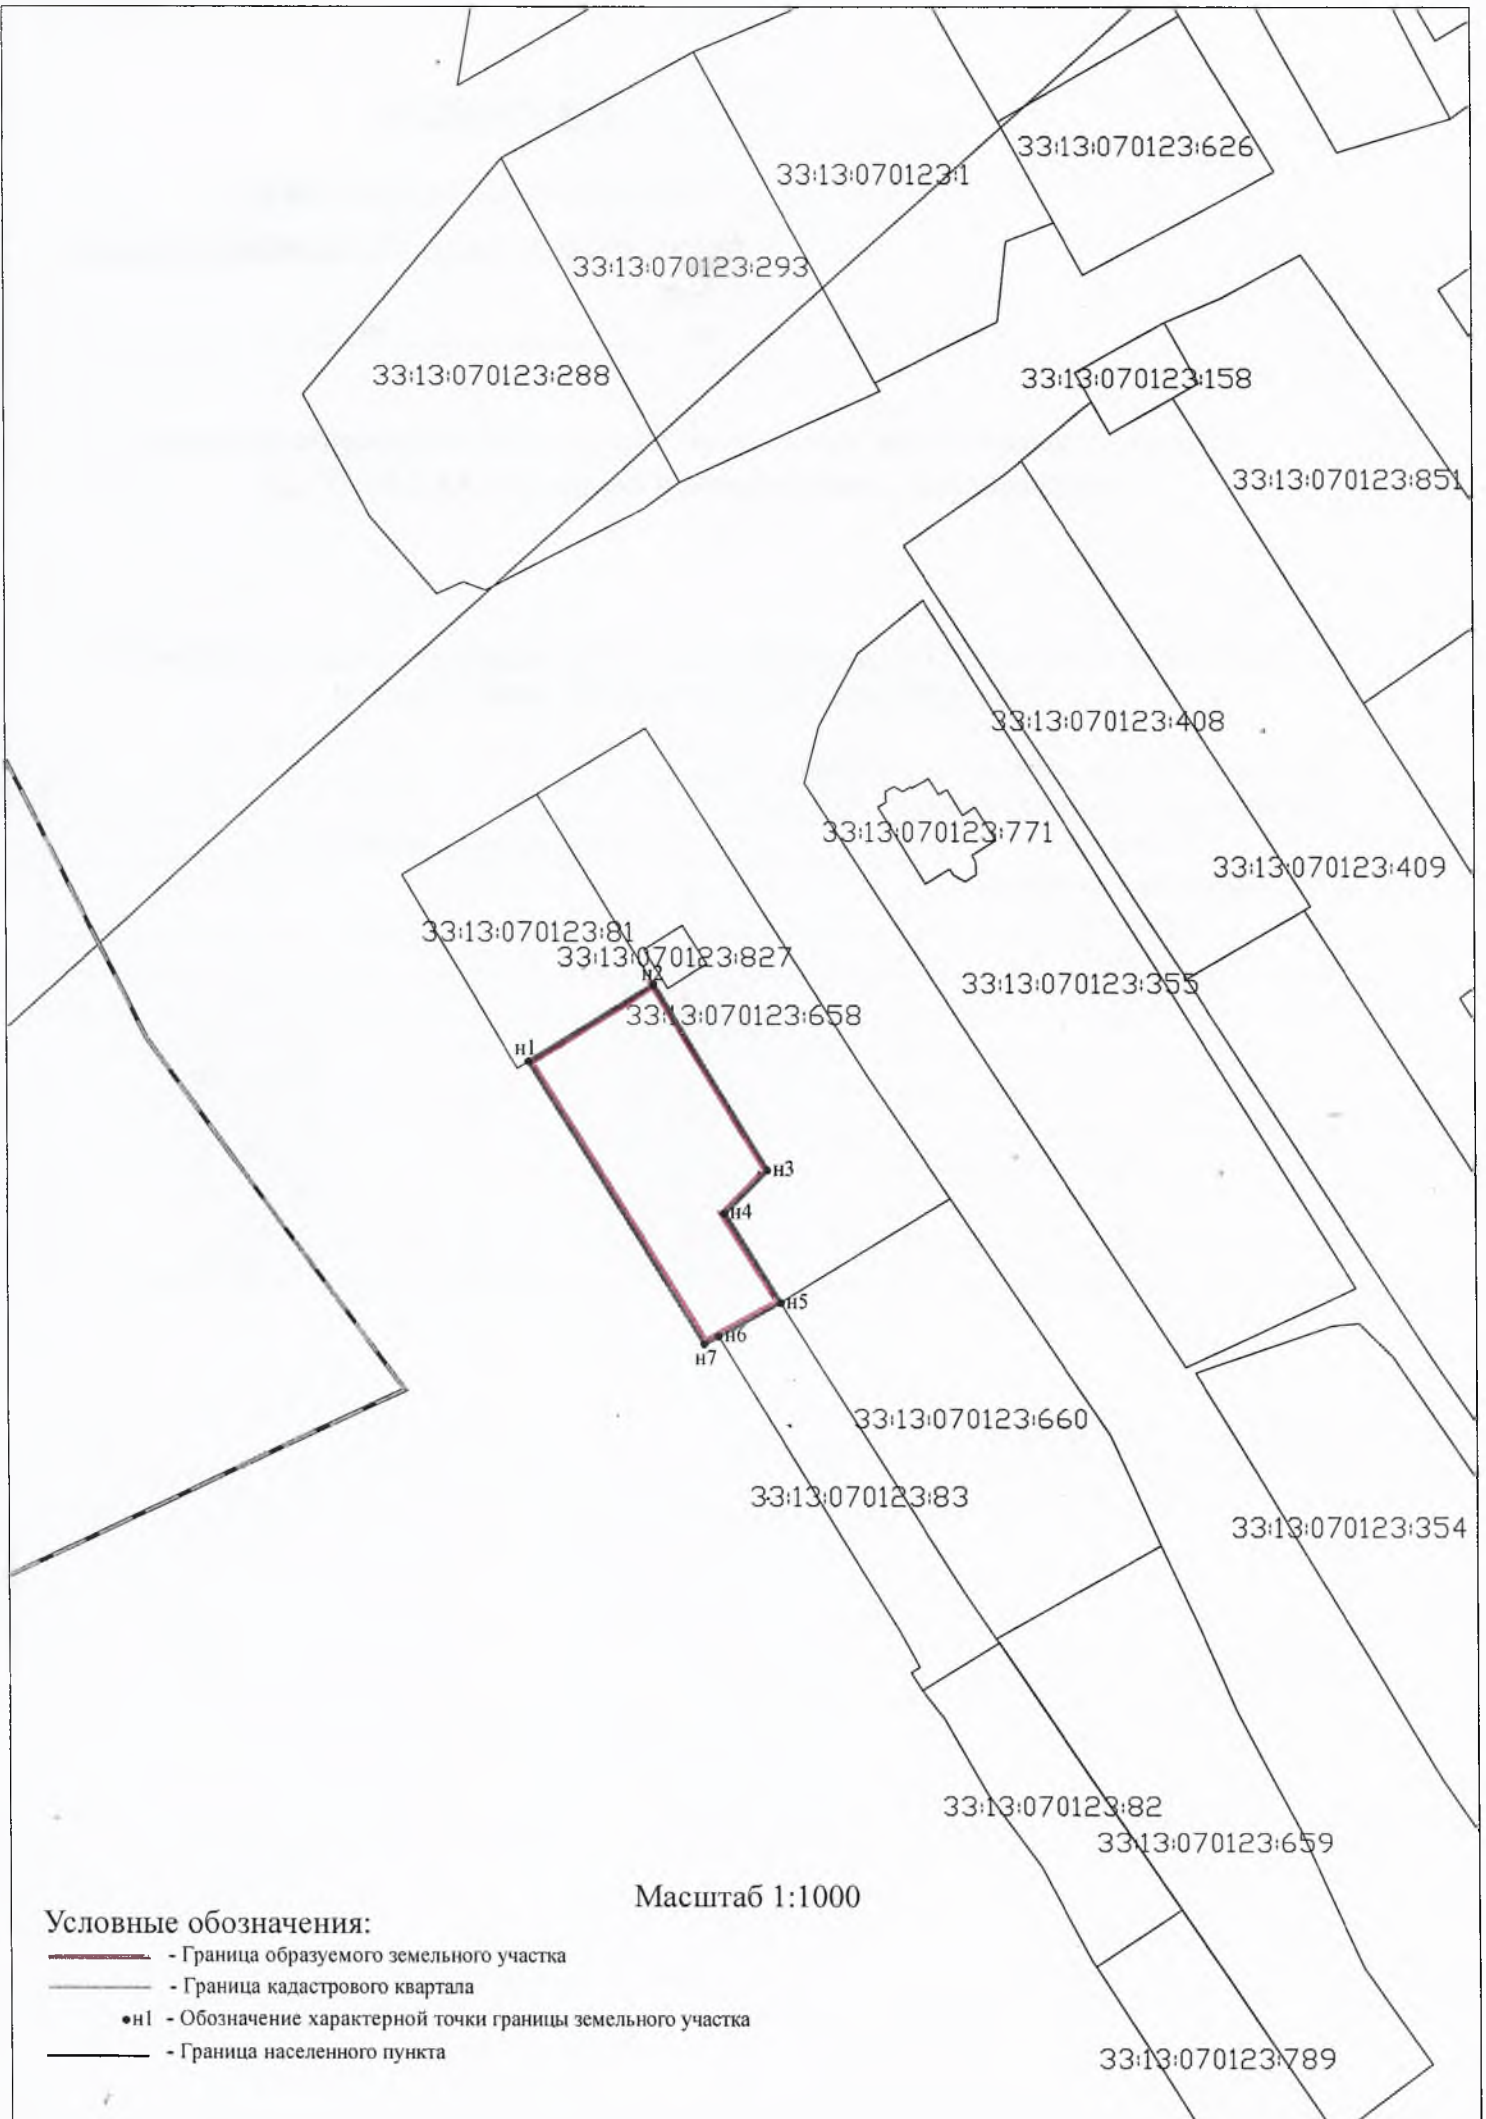 33:13:070123:626
33:13:070123:1
33:13:070123:293
33:13:070123:288
33:13:070123:158
33:13:070123:851
33:13:070123:408
33:13:070123:771
33:13:070123:409
33:13:070123:81
33:13:070123:827
н2
33:13:070123:355
33:13:070123:658
н1
н3
н4
н5
н6
н7
33:13:070123:660
33:13:070123:83
33:13:070123:354
33:13:070123:82
33:13:070123:659
Масштаб 1:1000
Условные обозначения:
- Граница образуемого земельного участка
- Граница кадастрового квартала
•н1 - Обозначение характерной точки границы земельного участка
- Граница населенного пункта
33:13:070123:789